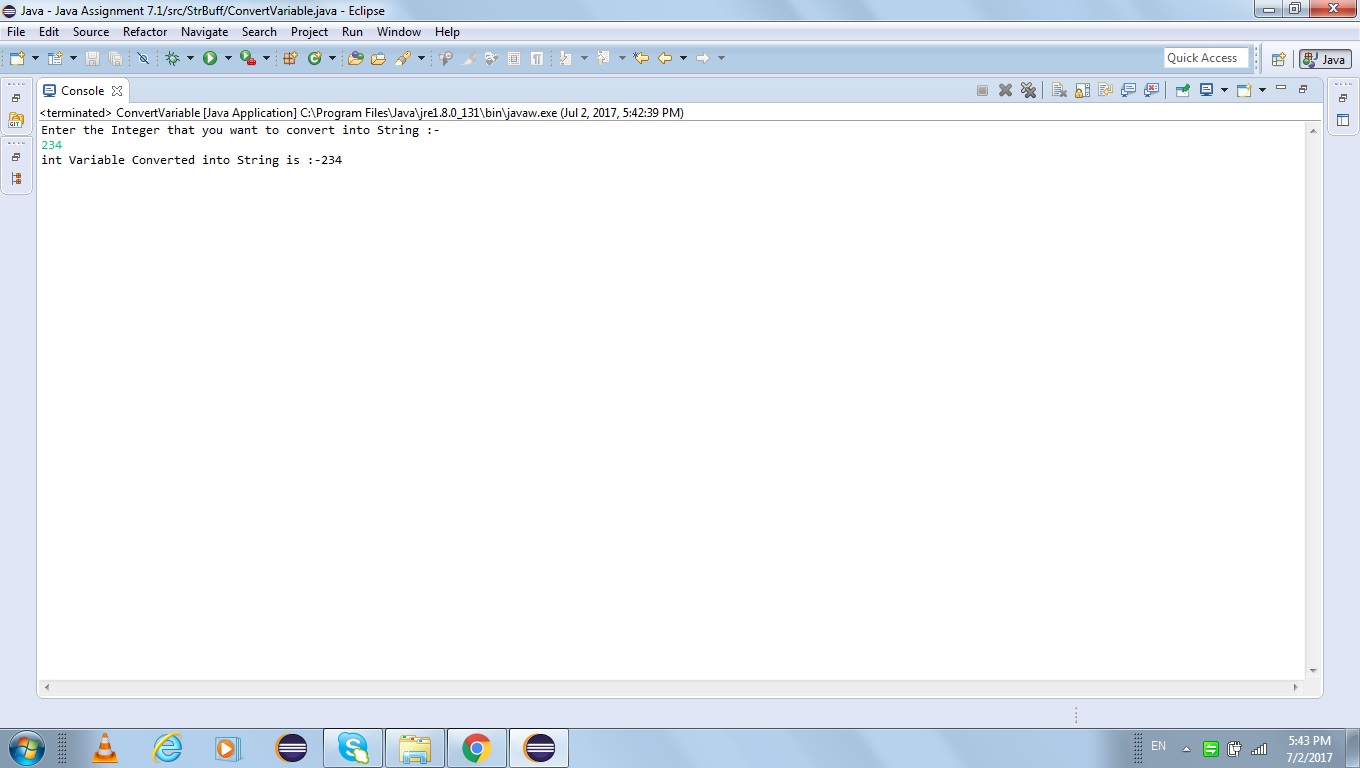 Java - Java Assignment 7.1/src/StrBuff/ConvertVariable.java - Eclipse
File Edit Source Refactor Navigate Search Project Run Window Help
Quick Access
Java
Console
<terminated> ConvertVariable [Java Application] C:\Program Files\Java\jre1.8.0_131\bin\javaw.exe (Jul 2, 2017, 5:42:39 PM)
Enter the Integer that you want to convert into String :-
234
int Variable Converted into String is :-234
GIT
EN
5:43 PM
7/2/2017